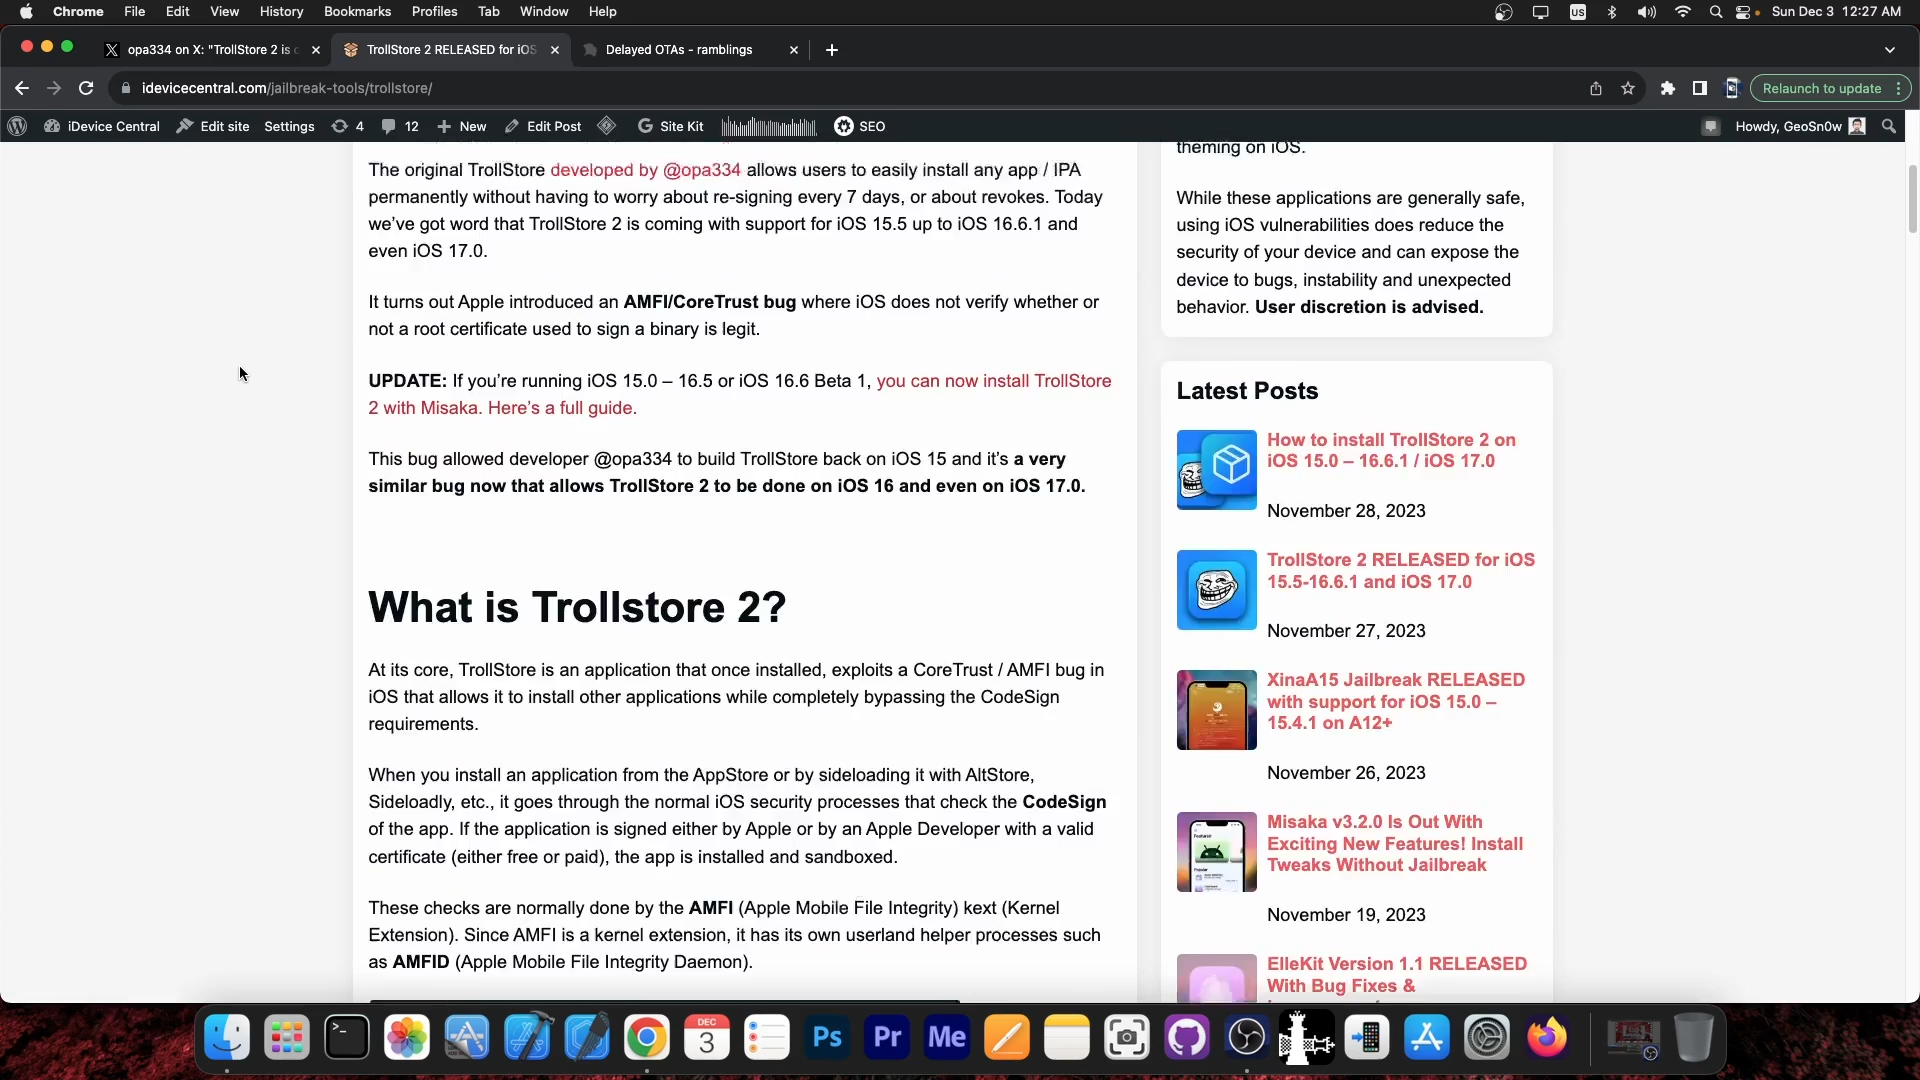 Chrome File Edit View History Bookmarks Profiles Tab Window Help US Sun Dec 3 12:27 AM
opa334 on X: "TrollStore 2 is c TrollStore 2 RELEASED for iOS Delayed OTAs - ramblings
idevicecentral.com/jailbreak-tools/trollstore/ Relaunch to update
iDevice Central Edit site Settings 4 12 New Edit Post Site Kit SEO Howdy, GeoSn0w
The original TrollStore developed by @opa334 allows users to easily install any app / IPA
permanently without having to worry about re-signing every 7 days, or about revokes. Today
we've got word that TrollStore 2 is coming with support for iOS 15.5 up to iOS 16.6.1 and
even iOS 17.0.
It turns out Apple introduced an AMFI/CoreTrust bug where iOS does not verify whether or
not a root certificate used to sign a binary is legit.
UPDATE: If you're running iOS 15.0 – 16.5 or iOS 16.6 Beta 1, you can now install TrollStore
2 with Misaka. Here's a full guide.
This bug allowed developer @opa334 to build TrollStore back on iOS 15 and it's a very
similar bug now that allows TrollStore 2 to be done on iOS 16 and even on iOS 17.0.
What is Trollstore 2?
At its core, TrollStore is an application that once installed, exploits a CoreTrust / AMFI bug in
iOS that allows it to install other applications while completely bypassing the CodeSign
requirements.
When you install an application from the AppStore or by sideloading it with AltStore,
Sideloadly, etc., it goes through the normal iOS security processes that check the CodeSign
of the app. If the application is signed either by Apple or by an Apple Developer with a valid
certificate (either free or paid), the app is installed and sandboxed.
These checks are normally done by the AMFI (Apple Mobile File Integrity) kext (Kernel
Extension). Since AMFI is a kernel extension, it has its own userland helper processes such
as AMFID (Apple Mobile File Integrity Daemon).
theming on iOS.
While these applications are generally safe,
using iOS vulnerabilities does reduce the
security of your device and can expose the
device to bugs, instability and unexpected
behavior. User discretion is advised.
Latest Posts
How to install TrollStore 2 on
iOS 15.0 – 16.6.1 / iOS 17.0
November 28, 2023
TrollStore 2 RELEASED for iOS
15.5-16.6.1 and iOS 17.0
November 27, 2023
XinaA15 Jailbreak RELEASED
with support for iOS 15.0 –
15.4.1 on A12+
November 26, 2023
Misaka v3.2.0 Is Out With
Exciting New Features! Install
Tweaks Without Jailbreak
November 19, 2023
ElleKit Version 1.1 RELEASED
With Bug Fixes &
DEC
3
Ps Pr Me